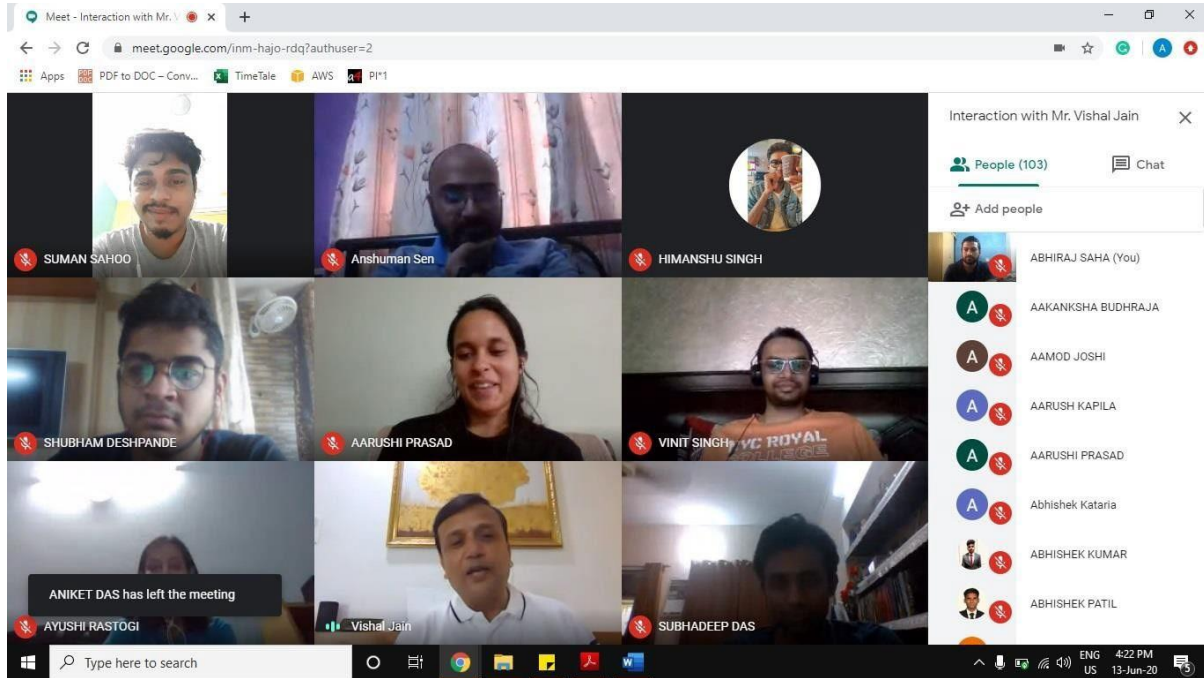 Meet - Interaction with Mr. V
meet.google.com/inm-hajo-rdq?authuser=2
Apps PDF to DOC – Conv... TimeTale AWS PI*1
Interaction with Mr. Vishal Jain
People (103) Chat
Add people
SUMAN SAHOO
Anshuman Sen
HIMANSHU SINGH
SHUBHAM DESHPANDE
AARUSHI PRASAD
VINIT SINGH
YC ROYAL
ANIKET DAS has left the meeting
AYUSHI RASTOGI
Vishal Jain
SUBHADEEP DAS
ABHIRAJ SAHA (You)
A AAKANKSHA BUDHRAJA
A AAMOD JOSHI
A AARUSH KAPILA
A AARUSHI PRASAD
A Abhishek Kataria
ABHISHEK KUMAR
ABHISHEK PATIL
Type here to search
ENG 4:22 PM
US 13-Jun-20
5